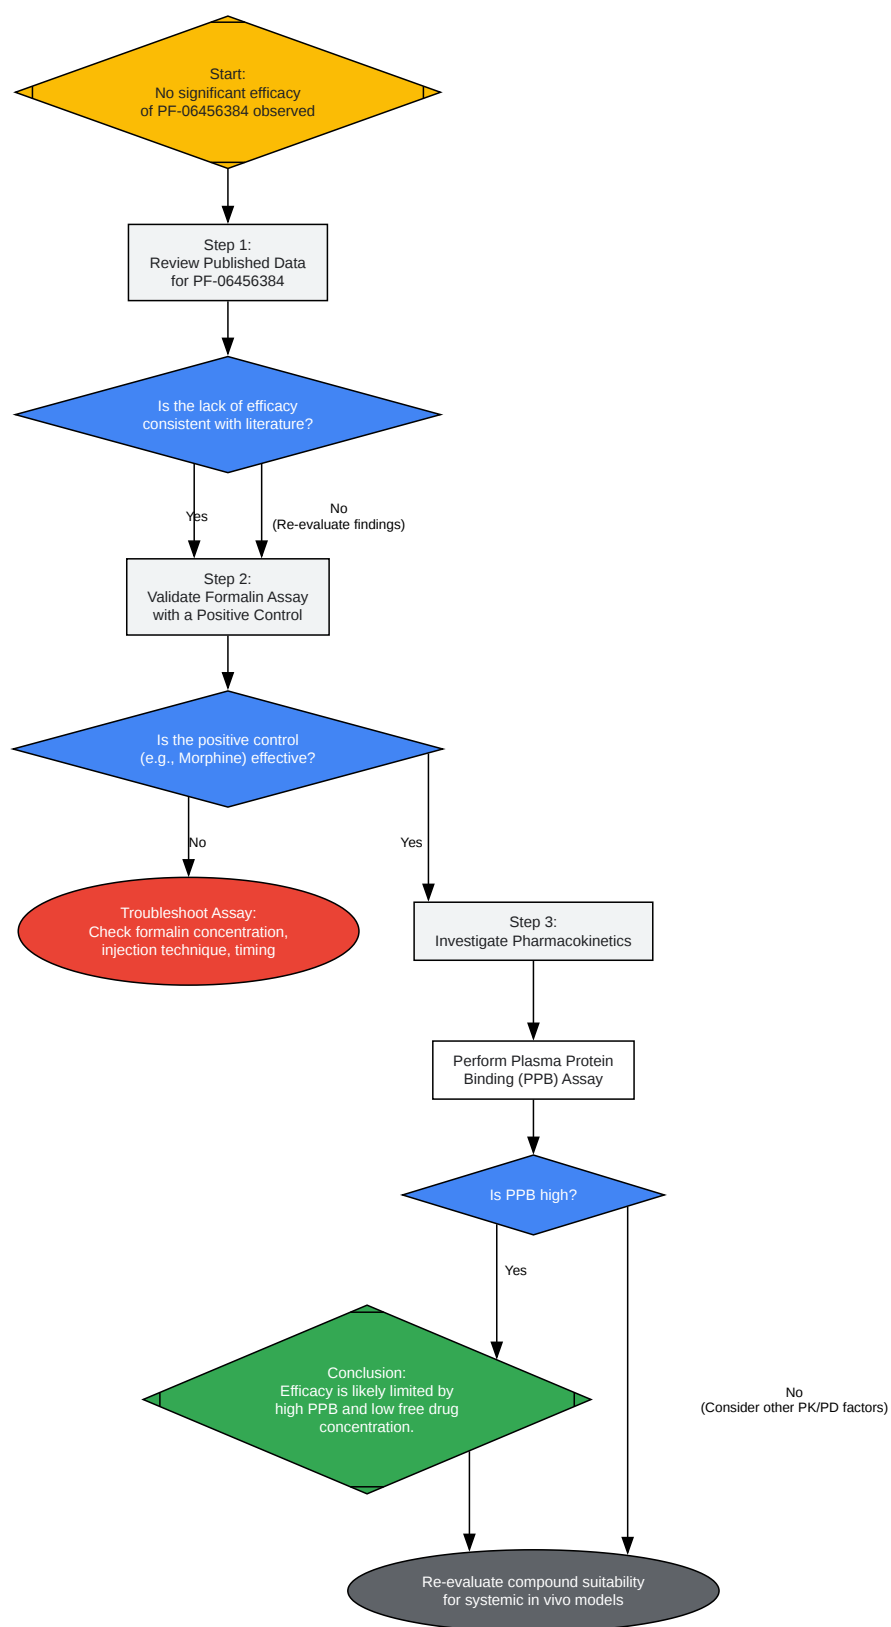 Start:
No significant efficacy
of PF-06456384 observed
Step 1:
Review Published Data
for PF-06456384
Is the lack of efficacy
consistent with literature?
Yes
No
(Re-evaluate findings)
Step 2:
Validate Formalin Assay
with a Positive Control
Is the positive control
(e.g., Morphine) effective?
No
Yes
Troubleshoot Assay:
Check formalin concentration,
injection technique, timing
Step 3:
Investigate Pharmacokinetics
Perform Plasma Protein
Binding (PPB) Assay
Is PPB high?
Yes
Conclusion:
Efficacy is likely limited by
high PPB and low free drug
concentration.
No
(Consider other PK/PD factors)
Re-evaluate compound suitability
for systemic in vivo models